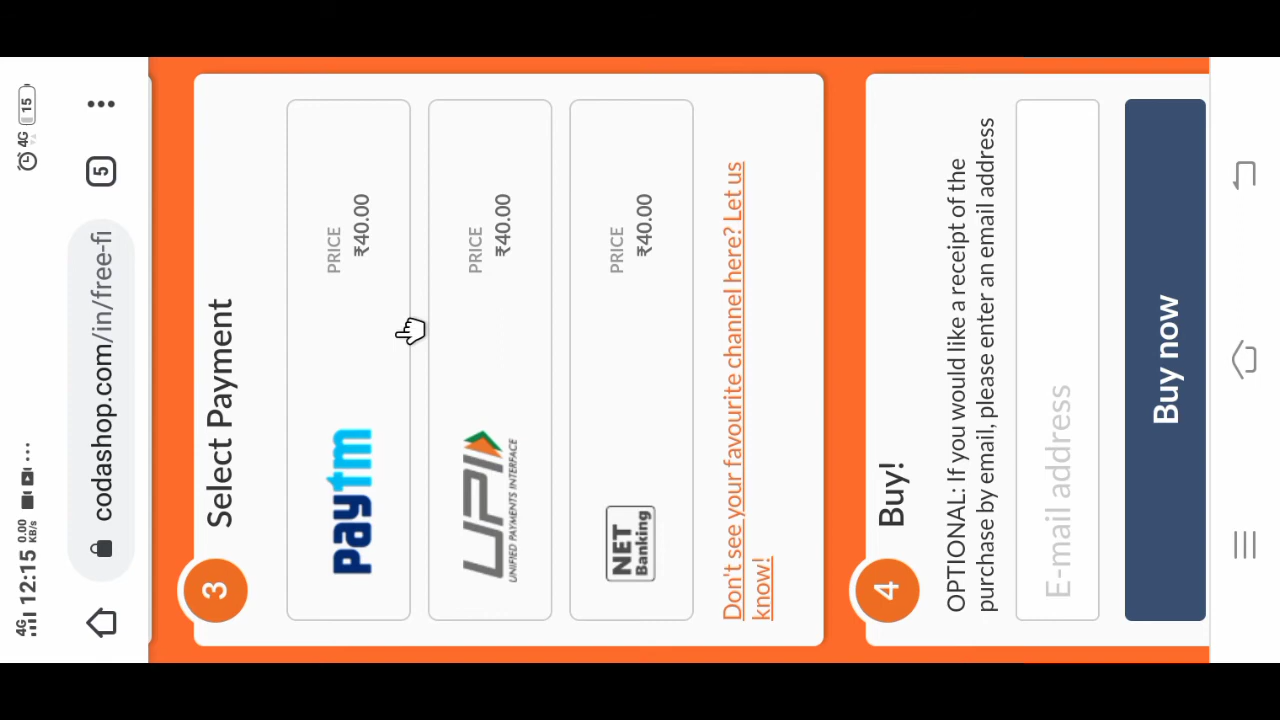 4G 12:15 0.00 KB/s ... 4G 15
codashop.com/in/free-fi 5
3 Select Payment
Paytm PRICE ₹40.00
UPI UNIFIED PAYMENTS INTERFACE PRICE ₹40.00
NET Banking PRICE ₹40.00
Don't see your favourite channel here? Let us
know!
4 Buy!
OPTIONAL: If you would like a receipt of the
purchase by email, please enter an email address
E-mail address
Buy now